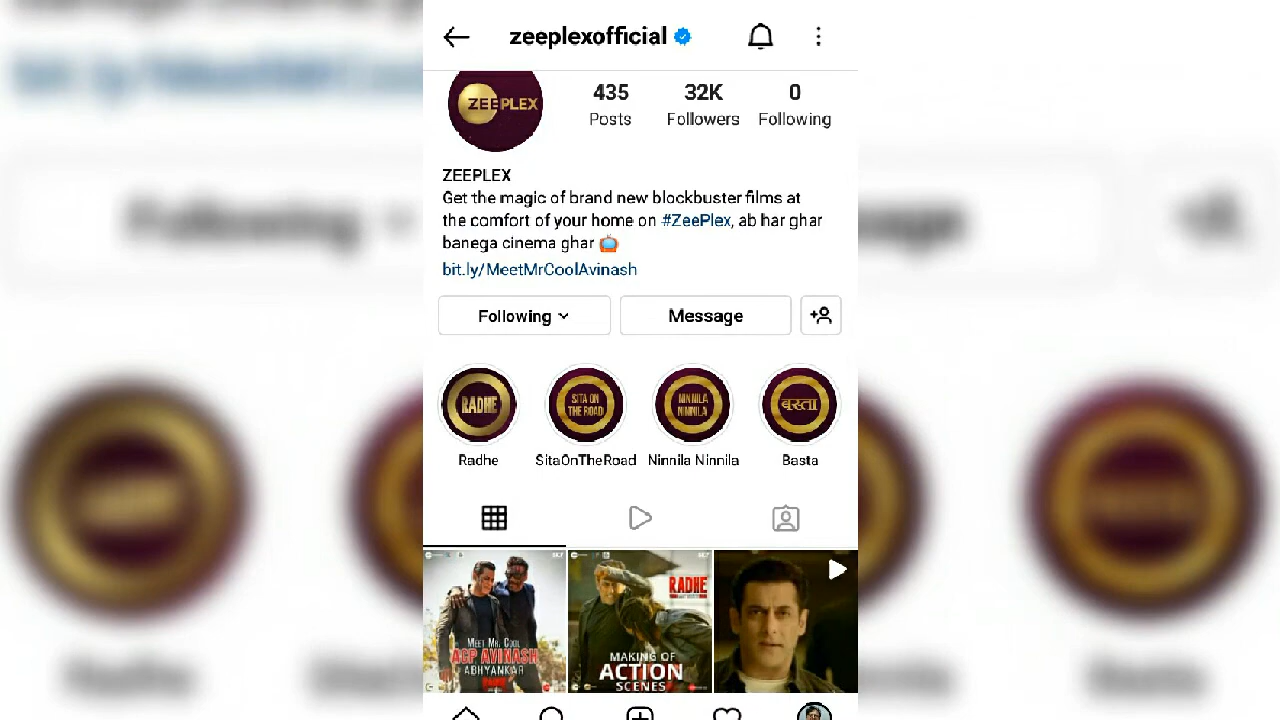 zeeplexofficial
ZEEPLEX
435
32K
0
Posts
Followers
Following
ZEEPLEX
Get the magic of brand new blockbuster films at
the comfort of your home on #ZeePlex, ab har ghar
banega cinema ghar
bit.ly/MeetMrCoolAvinash
Following
Message
RADHE
SITA ON
THE ROAD
NINNILA
NINNILA
बस्ता
Radhe
SitaOnTheRoad
Ninnila Ninnila
Basta
MEET MR. COOL
ACP AVINASH
ABHYANKAR
RADHE
MAKING OF
ACTION
SCENES